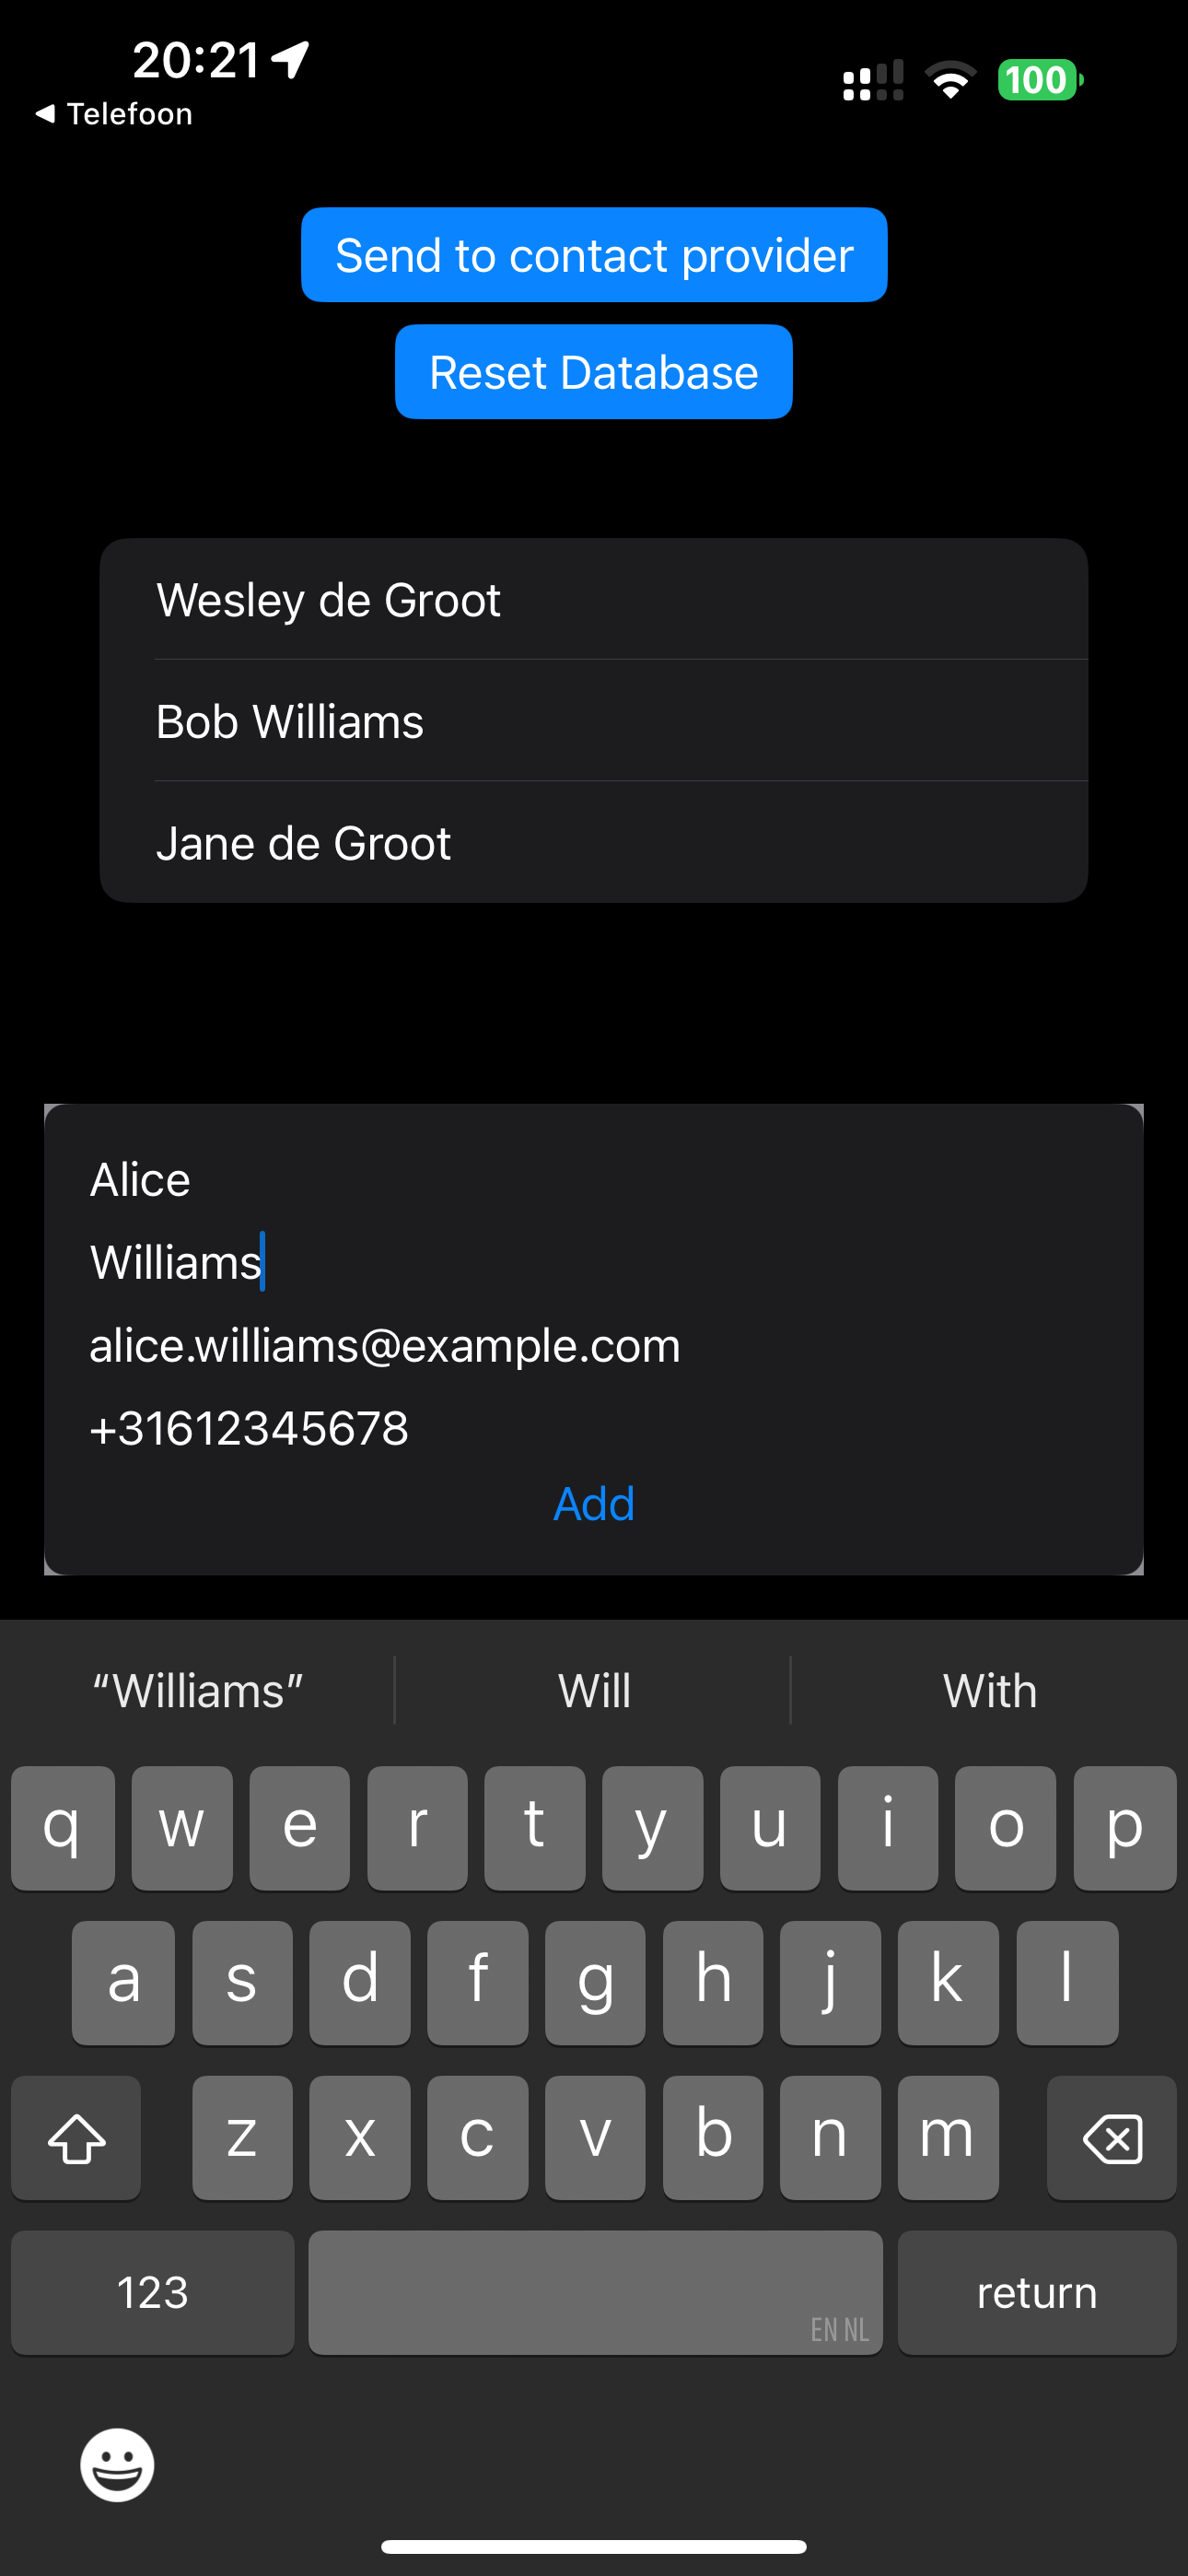 20:21
100
◀ Telefoon
Send to contact provider
Reset Database
Wesley de Groot
Bob Williams
Jane de Groot
Alice
Williams
alice.williams@example.com
+31612345678
Add
“Williams” Will With
q w e r t y u i o p
a s d f g h j k l
z x c v b n m
123 EN NL return